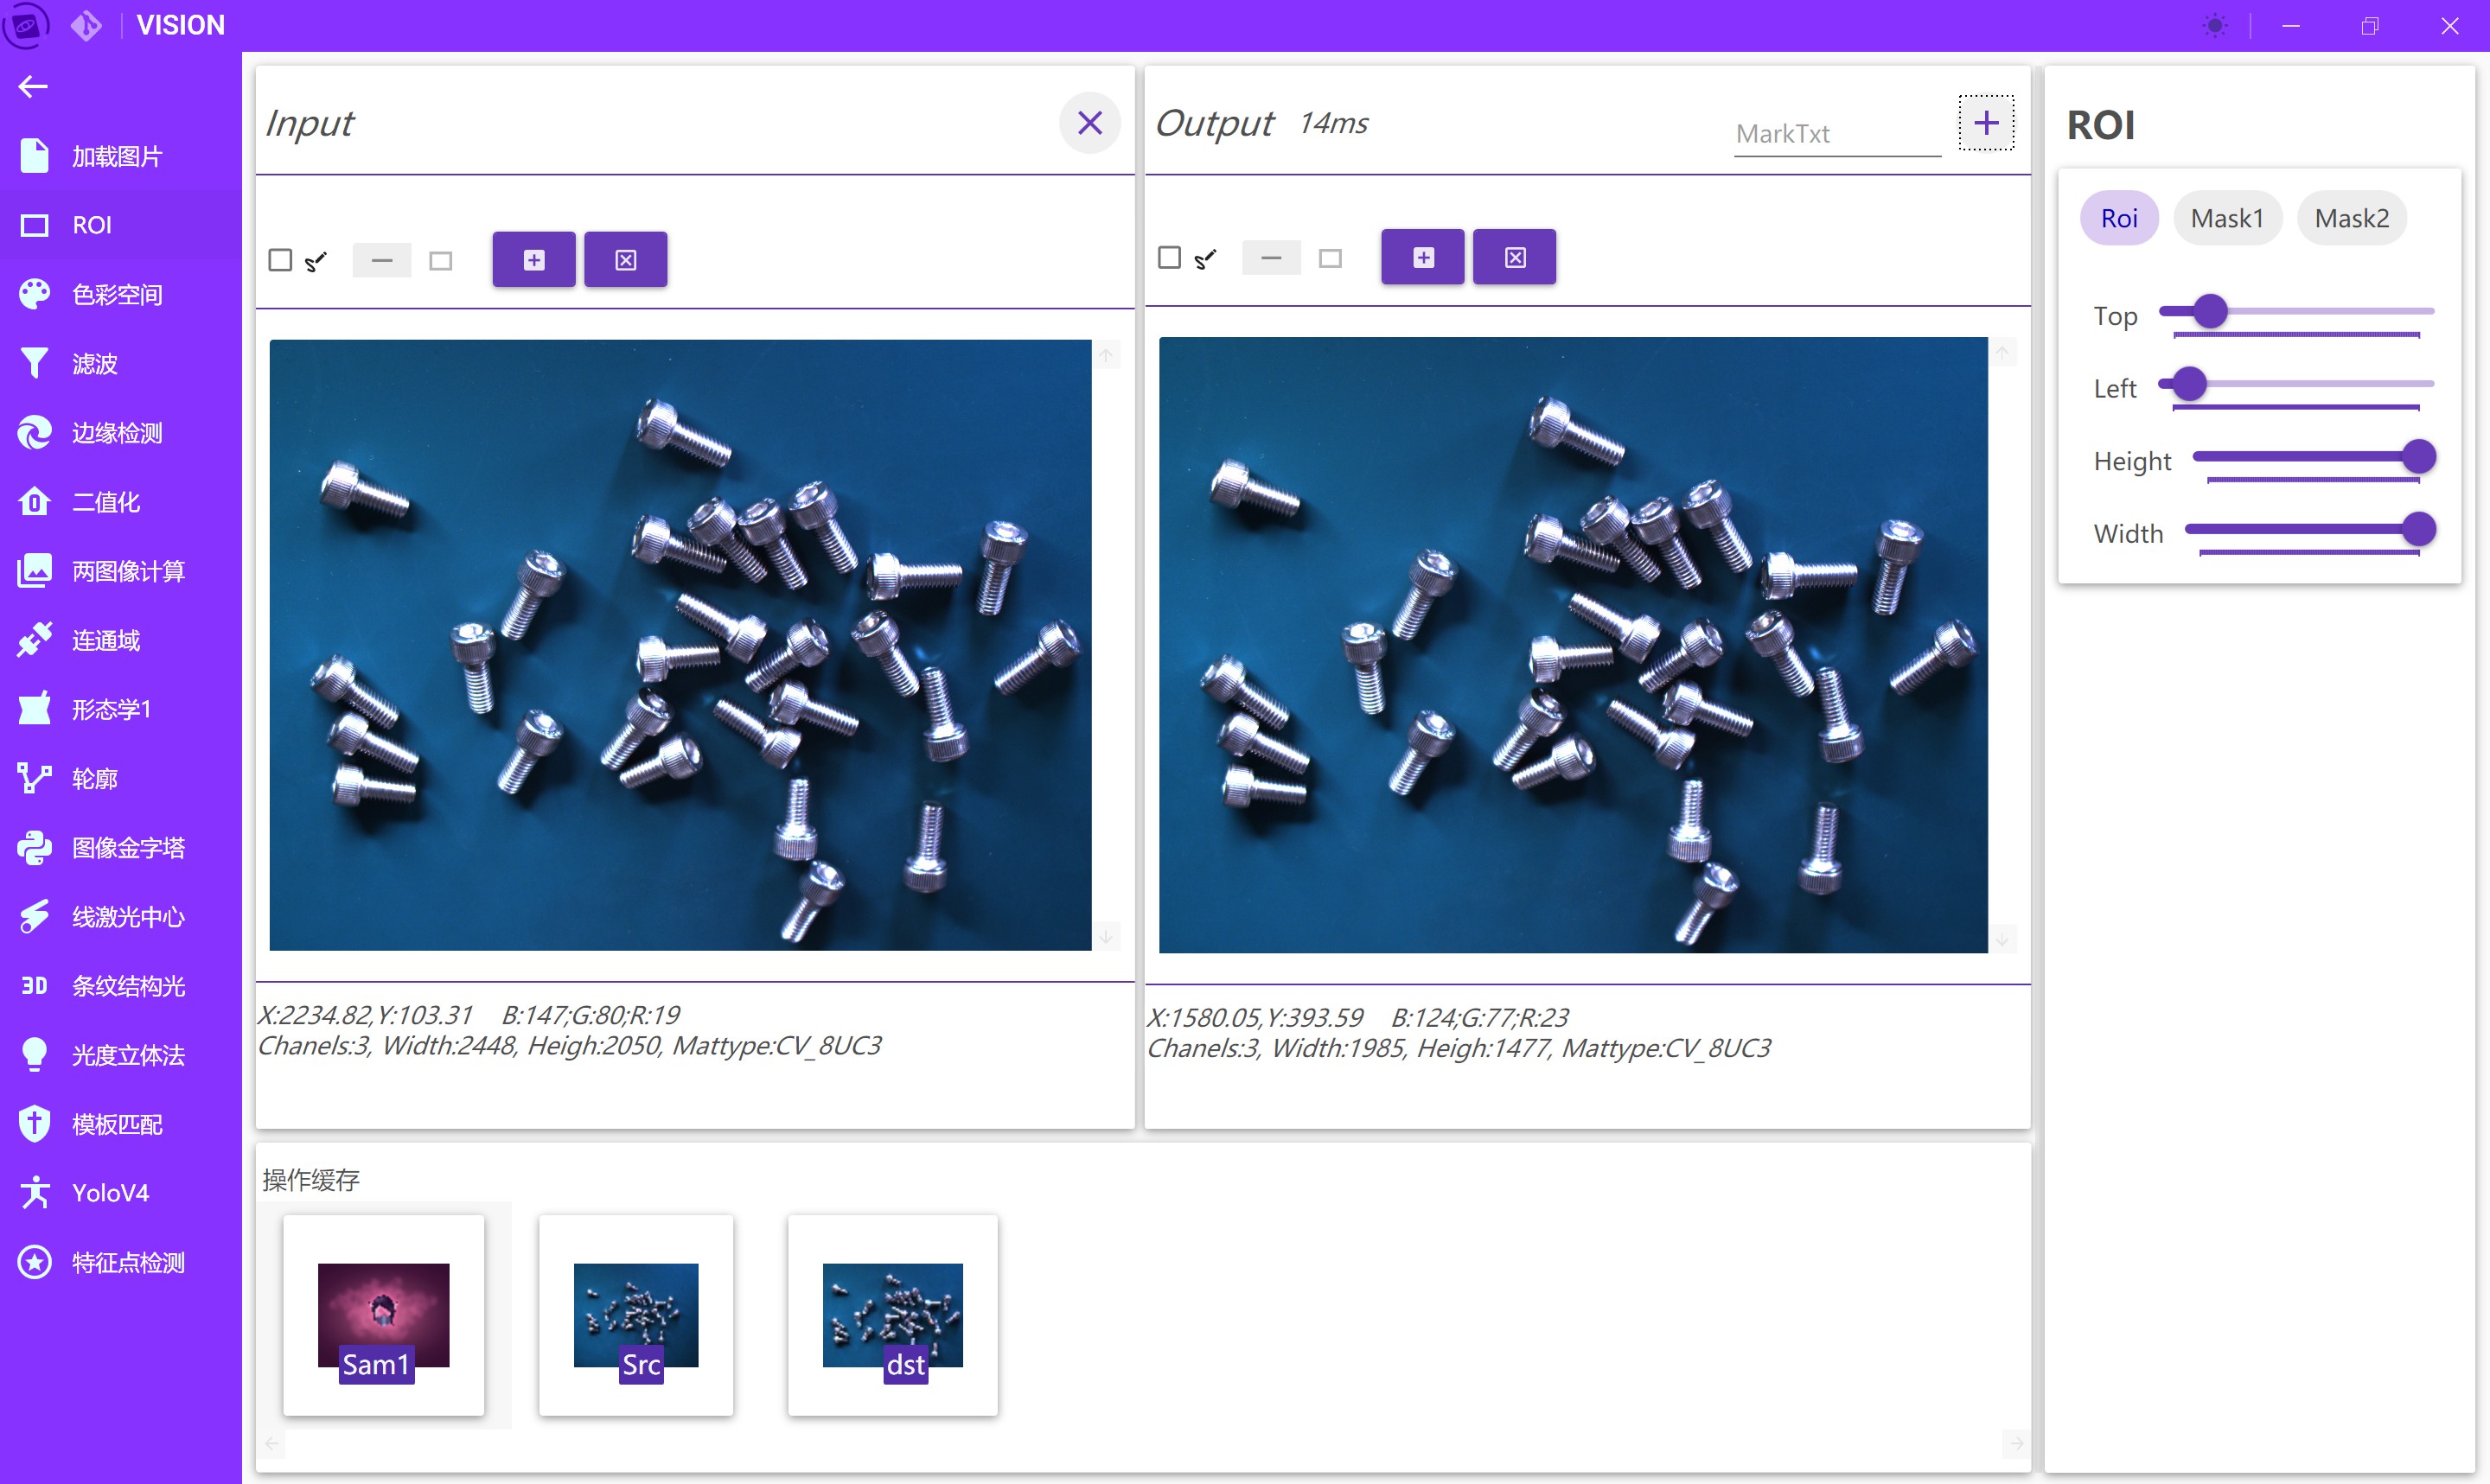 VISION
加载图片
ROI
色彩空间
滤波
边缘检测
二值化
两图像计算
连通域
形态学1
轮廓
图像金字塔
线激光中心
3D 条纹结构光
光度立体法
模板匹配
YoloV4
特征点检测
Input
X:2234.82,Y:103.31 B:147;G:80;R:19
Chanels:3, Width:2448, Heigh:2050, Mattype:CV_8UC3
Output 14ms
MarkTxt
X:1580.05,Y:393.59 B:124;G:77;R:23
Chanels:3, Width:1985, Heigh:1477, Mattype:CV_8UC3
操作缓存
Sam1
Src
dst
ROI
Roi Mask1 Mask2
Top
Left
Height
Width